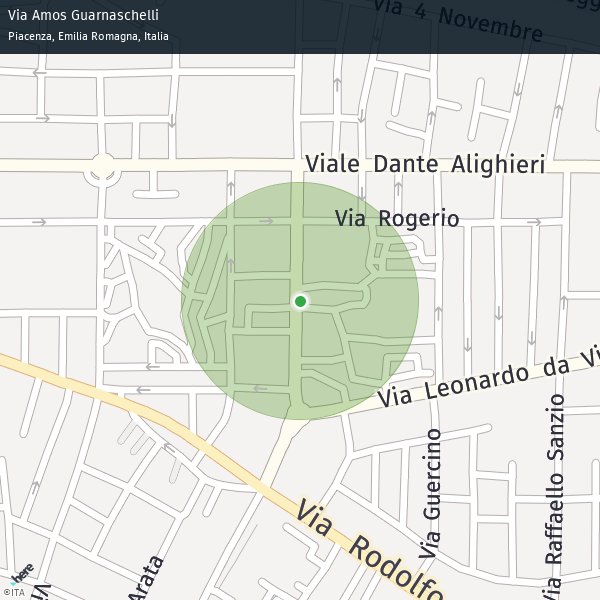 Via Amos Guarnaschelli
Piacenza, Emilia Romagna, Italia
Via 4 Novembre
Viale Dante Alighieri
Via Rogerio
Via Leonardo da Vi
Via Guercino
Via Raffaello Sanzio
Via Rodolfo
Arata
here
©ITA